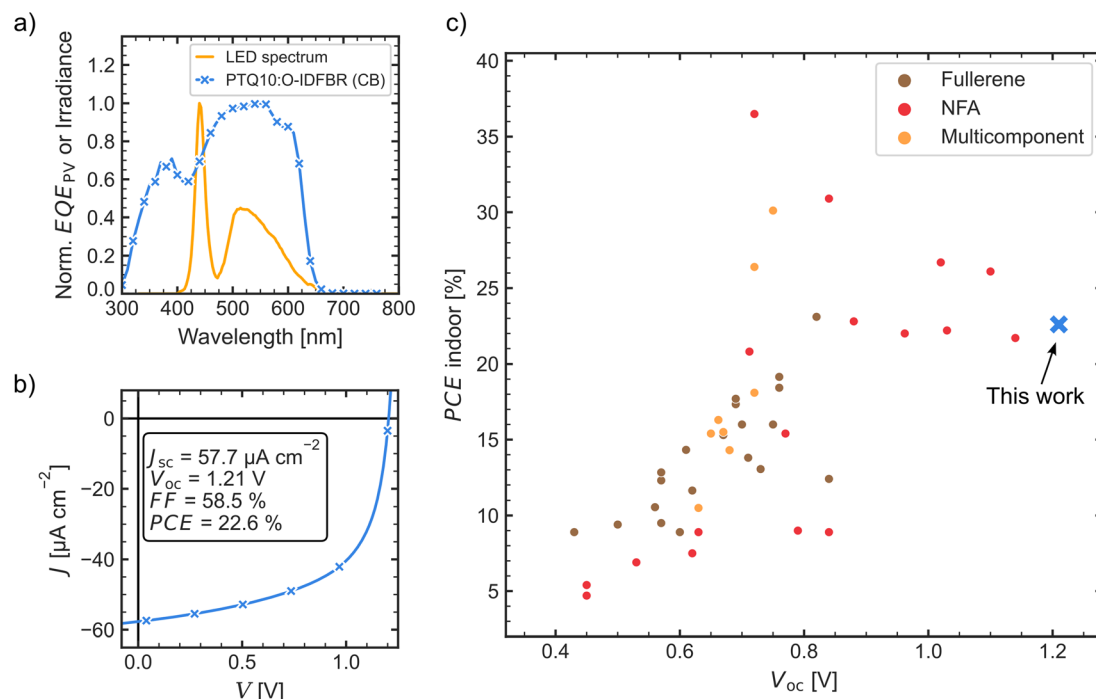 a)
Norm. EQE_PV or Irradiance
1.2
1.0
0.8
0.6
0.4
0.2
0.0
LED spectrum
PTQ10:O-IDFBR (CB)
300 400 500 600 700 800
Wavelength [nm]
b)
J [µA cm⁻²]
0
−20
−40
−60
J_sc = 57.7 µA cm⁻²
V_oc = 1.21 V
FF = 58.5 %
PCE = 22.6 %
0.0 0.5 1.0
V [V]
c)
PCE indoor [%]
40
35
30
25
20
15
10
5
Fullerene
NFA
Multicomponent
This work
0.4 0.6 0.8 1.0 1.2
V_oc [V]